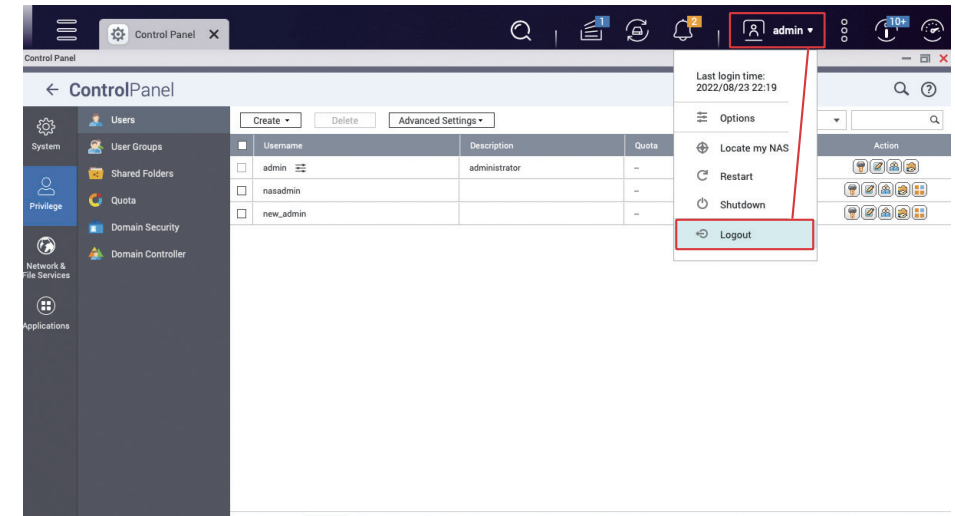 Control Panel
1
2
admin
10+
Control Panel
ControlPanel
Last login time:
2022/08/23 22:19
Options
Locate my NAS
Restart
Shutdown
Logout
System
Privilege
Network &
File Services
Applications
Users
User Groups
Shared Folders
Quota
Domain Security
Domain Controller
Create Delete Advanced Settings
Username Description Quota Action
admin administrator --
nasadmin --
new_admin --